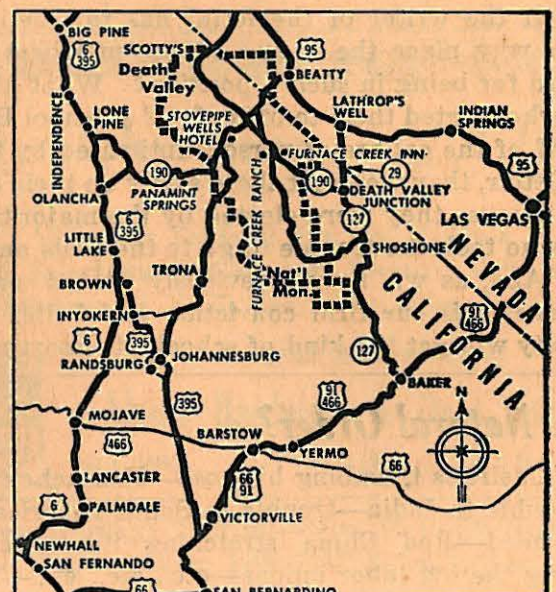 BIG PINE
6
395
SCOTTY'S
95
Death
Valley
BEATTY
STOVEPIPE
WELLS
HOTEL
LATHROP'S
WELL
INDIAN
SPRINGS
INDEPENDENCE
LONE
PINE
190
PANAMINT
SPRINGS
FURNACE CREEK INN
190
29
95
OLANCHA
DEATH VALLEY
JUNCTION
127
LAS VEGAS
6
395
LITTLE
LAKE
FURNACE CREEK RANCH
SHOSHONE
NEVADA
CALIFORNIA
BROWN
TRONA
Nat'l
Mon.
INYOKERN
91
466
6
395
JOHANNESBURG
RANDSBURG
127
395
91
466
BAKER
N
MOJAVE
466
BARSTOW
YERMO
66
LANCASTER
66
91
6
PALMDALE
VICTORVILLE
NEWHALL
SAN FERNANDO
66
SAN BERNARDINO